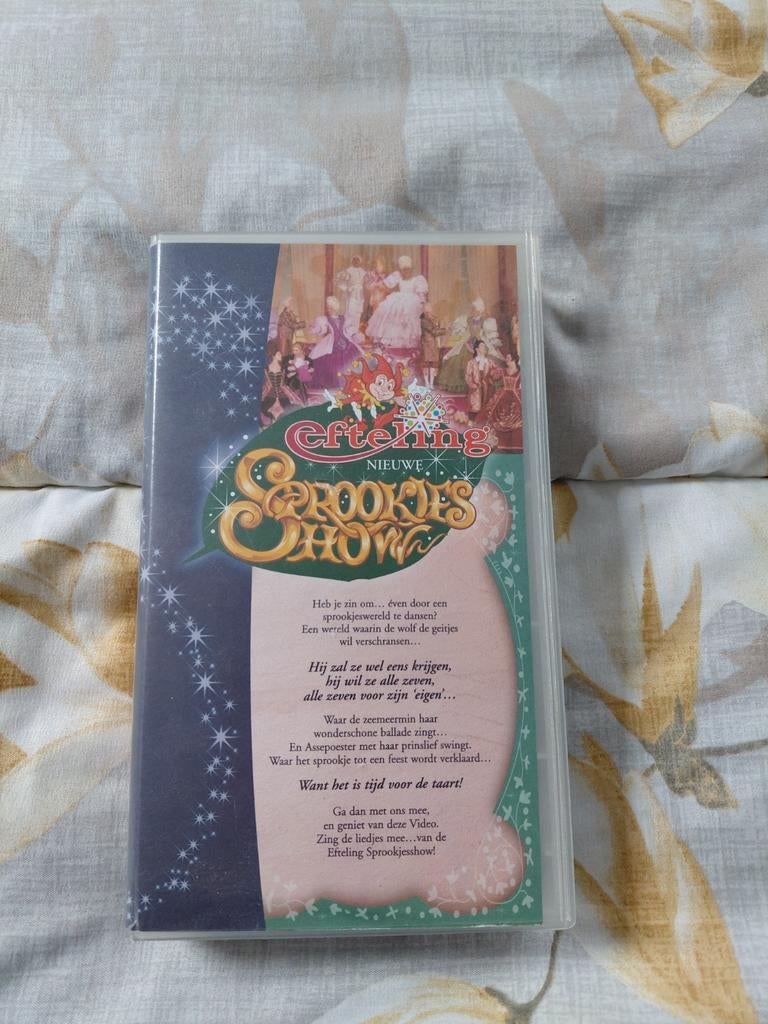 efteling
NIEUWE
SPROOKJES
SHOW
Heb je zin om... éven door een
sprookjeswereld te dansen?
Een wereld waarin de wolf de geitjes
wil verschransen...
Hij zal ze wel eens krijgen,
hij wil ze alle zeven,
alle zeven voor zijn ‘eigen’...
Waar de zeemeermin haar
wonderschone ballade zingt...
En Assepoester met haar prinslief swingt.
Waar het sprookje tot een feest wordt verklaard...
Want het is tijd voor de taart!
Ga dan met ons mee,
en geniet van deze Video.
Zing de liedjes mee...van de
Efteling Sprookjesshow!